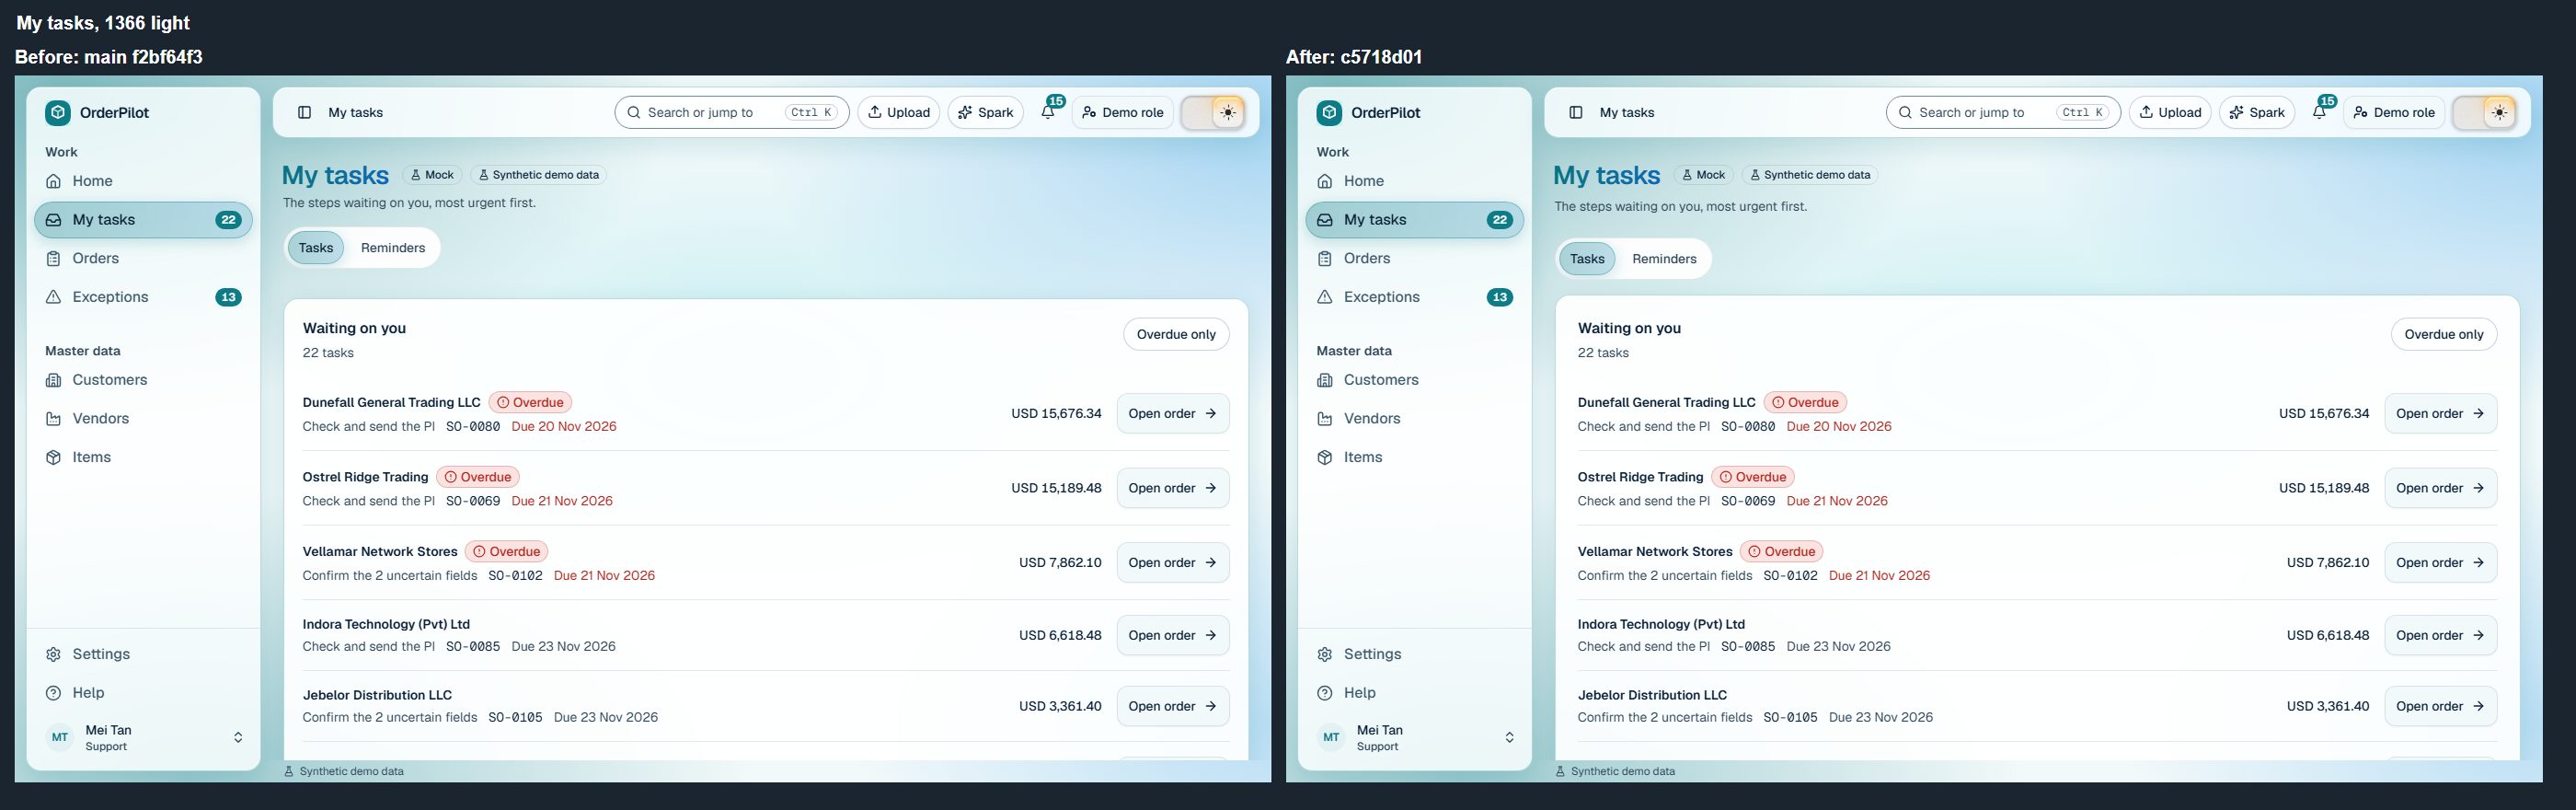 My tasks, 1366 light
Before: main f2bf64f3
OrderPilot
Work
Home
My tasks 22
Orders
Exceptions 13
Master data
Customers
Vendors
Items
Settings
Help
MT Mei Tan
Support
My tasks Search or jump to Ctrl K Upload Spark 15 Demo role
My tasks Mock Synthetic demo data
The steps waiting on you, most urgent first.
Tasks Reminders
Waiting on you
22 tasks
Overdue only
Dunefall General Trading LLC Overdue
Check and send the PI SO-0080 Due 20 Nov 2026
USD 15,676.34 Open order
Ostrel Ridge Trading Overdue
Check and send the PI SO-0069 Due 21 Nov 2026
USD 15,189.48 Open order
Vellamar Network Stores Overdue
Confirm the 2 uncertain fields SO-0102 Due 21 Nov 2026
USD 7,862.10 Open order
Indora Technology (Pvt) Ltd
Check and send the PI SO-0085 Due 23 Nov 2026
USD 6,618.48 Open order
Jebelor Distribution LLC
Confirm the 2 uncertain fields SO-0105 Due 23 Nov 2026
USD 3,361.40 Open order
Synthetic demo data
After: c5718d01
OrderPilot
Work
Home
My tasks 22
Orders
Exceptions 13
Master data
Customers
Vendors
Items
Settings
Help
MT Mei Tan
Support
My tasks Search or jump to Ctrl K Upload Spark 15 Demo role
My tasks Mock Synthetic demo data
The steps waiting on you, most urgent first.
Tasks Reminders
Waiting on you
22 tasks
Overdue only
Dunefall General Trading LLC Overdue
Check and send the PI SO-0080 Due 20 Nov 2026
USD 15,676.34 Open order
Ostrel Ridge Trading Overdue
Check and send the PI SO-0069 Due 21 Nov 2026
USD 15,189.48 Open order
Vellamar Network Stores Overdue
Confirm the 2 uncertain fields SO-0102 Due 21 Nov 2026
USD 7,862.10 Open order
Indora Technology (Pvt) Ltd
Check and send the PI SO-0085 Due 23 Nov 2026
USD 6,618.48 Open order
Jebelor Distribution LLC
Confirm the 2 uncertain fields SO-0105 Due 23 Nov 2026
USD 3,361.40 Open order
Synthetic demo data